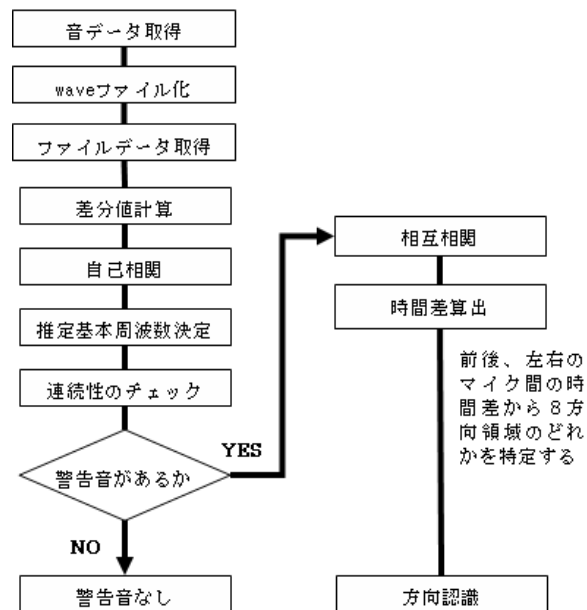 音データ取得
waveファイル化
ファイルデータ取得
差分値計算
自己相関
推定基本周波数決定
連続性のチェック
警告音があるか
YES
NO
警告音なし
相互相関
時間差算出
前後、左右の
マイク間の時
間差から８方
向領域のどれ
かを特定する
方向認識